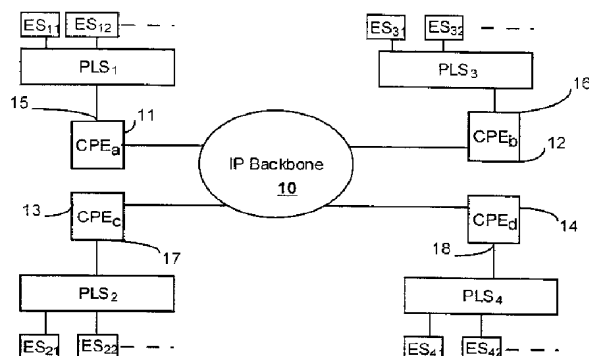 ES11 ES12
ES31 ES32
PLS1
PLS3
15
11
16
CPEa
CPEb
12
IP Backbone
10
13
CPEc
CPEd
14
17
18
PLS2
PLS4
ES21 ES22
ES41 ES42